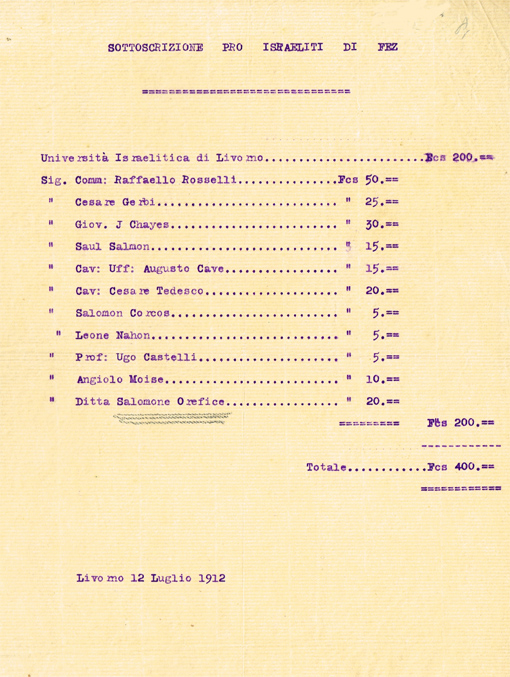 SOTTOSCRIZIONE PRO ISRAELITI DI FEZ
==============================
Università Israelitica di Livorno........................Fcs 200.==
Sig. Comm: Raffaello Rosselli...............Fcs 50.==
" Cesare Gerbi............................ " 25.==
" Giov. J Chayes.......................... " 30.==
" Saul Salmon............................. " 15.==
" Cav: Uff: Augusto Cave................. " 15.==
" Cav: Cesare Tedesco.................... " 20.==
" Salomon Corcos.......................... " 5.==
" Leone Nahon............................. " 5.==
" Prof: Ugo Castelli..................... " 5.==
" Angiolo Moise........................... " 10.==
" Ditta Salomone Orefice................. " 20.==
========= Fcs 200.==
------------
Totale............Fcs 400.==
============
Livorno 12 Luglio 1912